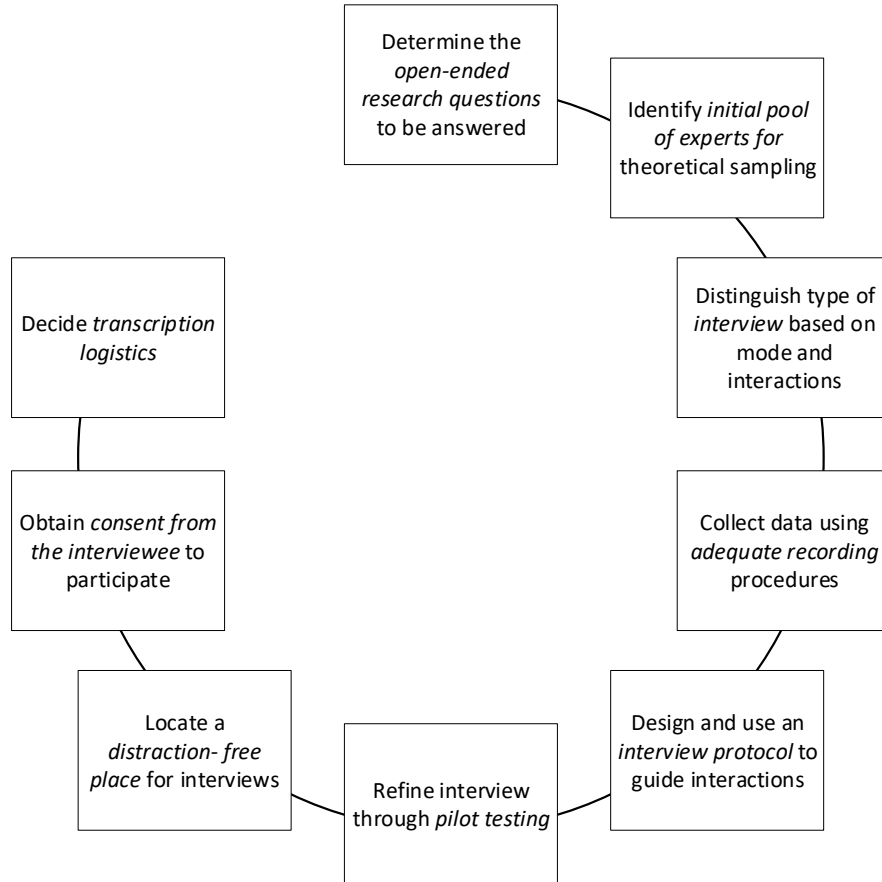 Determine the
open-ended
research questions
to be answered
Identify initial pool
of experts for
theoretical sampling
Distinguish type of
interview based on
mode and
interactions
Collect data using
adequate recording
procedures
Design and use an
interview protocol to
guide interactions
Refine interview
through pilot testing
Locate a
distraction- free
place for interviews
Obtain consent from
the interviewee to
participate
Decide transcription
logistics